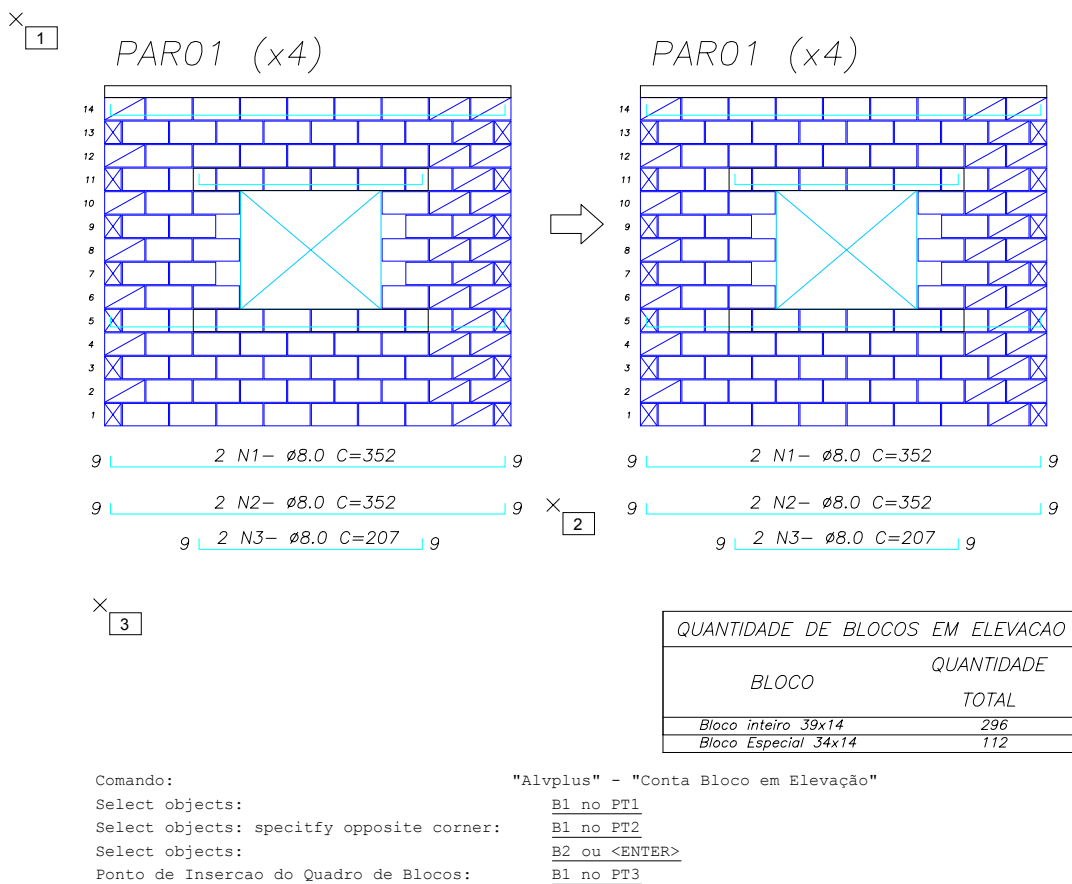 1
PAR01 (x4)
PAR01 (x4)
14
13
12
11
10
9
8
7
6
5
4
3
2
1
14
13
12
11
10
9
8
7
6
5
4
3
2
1
9 2 N1- ø8.0 C=352 9
9 2 N1- ø8.0 C=352 9
9 2 N2- ø8.0 C=352 9
2
9 2 N2- ø8.0 C=352 9
9 2 N3- ø8.0 C=207 9
9 2 N3- ø8.0 C=207 9
3
QUANTIDADE DE BLOCOS EM ELEVACAO
BLOCO
QUANTIDADE
TOTAL
Bloco inteiro 39x14 296
Bloco Especial 34x14 112
Comando: "Alvplus" - "Conta Bloco em Elevação"
Select objects: B1 no PT1
Select objects: specitfy opposite corner: B1 no PT2
Select objects: B2 ou <ENTER>
Ponto de Insercao do Quadro de Blocos: B1 no PT3